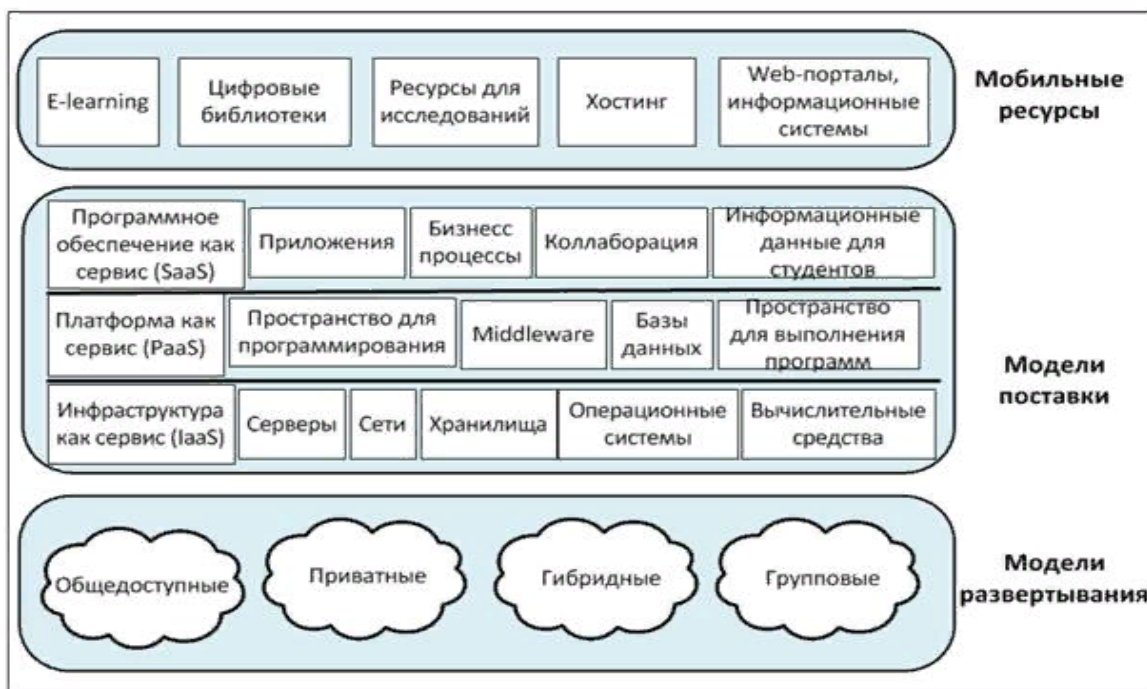 E-learning
Цифровые
библиотеки
Ресурсы для
исследований
Хостинг
Web-порталы,
информационные
системы
Мобильные
ресурсы
Программное
обеспечение как
сервис (SaaS)
Приложения
Бизнесс
процессы
Коллаборация
Информационные
данные для
студентов
Платформа как
сервис (PaaS)
Пространство для
программирования
Middleware
Базы
данных
Пространство
для выполнения
программ
Инфраструктура
как сервис (IaaS)
Серверы
Сети
Хранилища
Операционные
системы
Вычислительные
средства
Модели
поставки
Общедоступные
Приватные
Гибридные
Групповые
Модели
развертывания